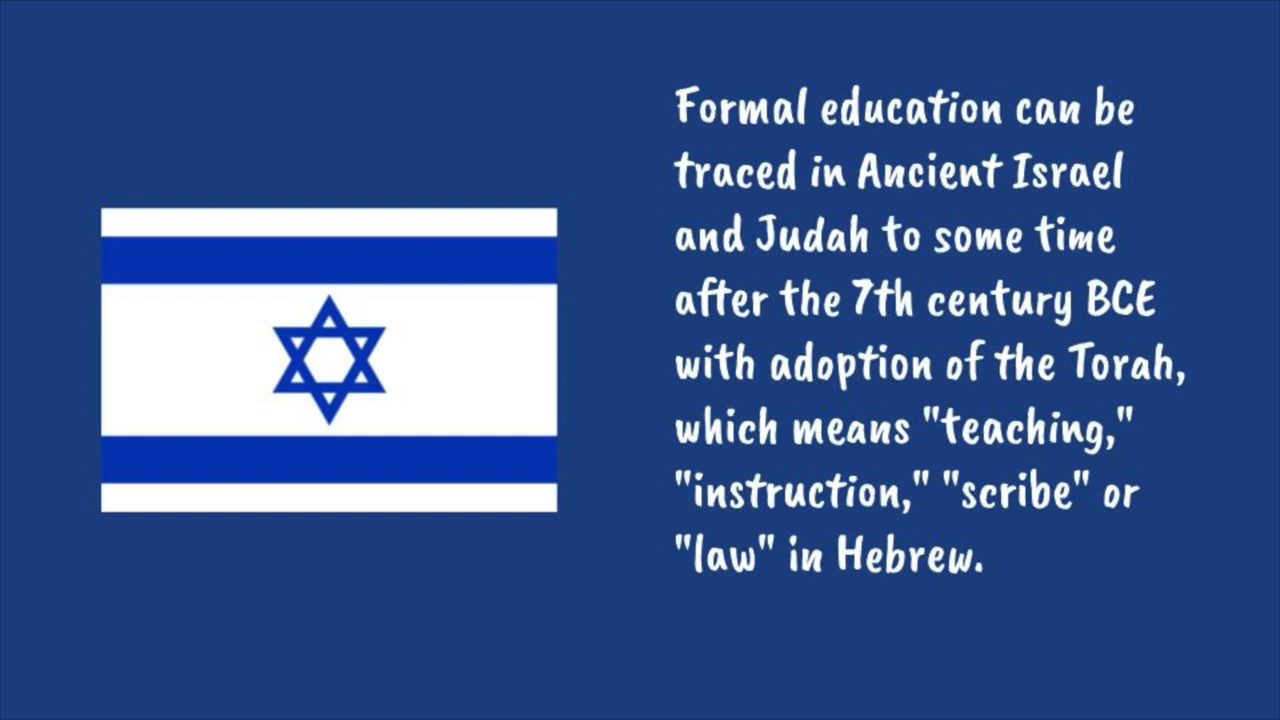 Formal education can be
traced in Ancient Israel
and Judah to some time
after the 7th century BCE
with adoption of the Torah,
which means "teaching,"
"instruction," "scribe" or
"law" in Hebrew.